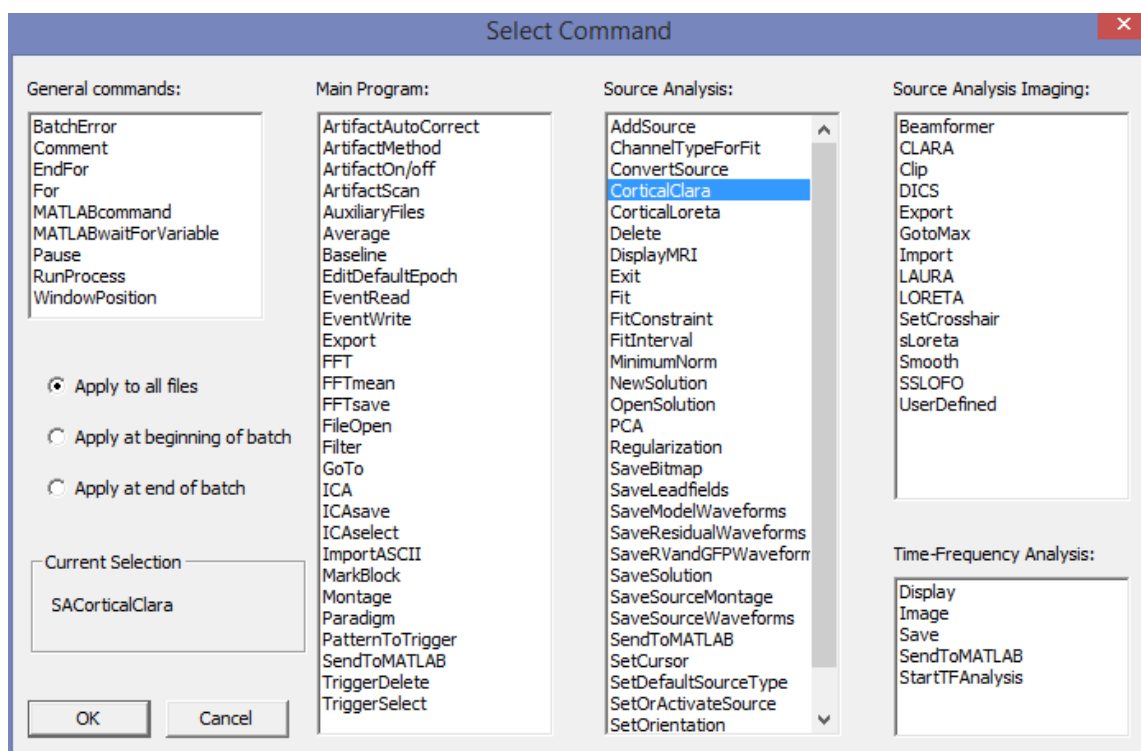 Select Command
General commands:
BatchError
Comment
EndFor
For
MATLABcommand
MATLABwaitForVariable
Pause
RunProcess
WindowPosition
Apply to all files
Apply at beginning of batch
Apply at end of batch
Current Selection
SACorticalClara
OK
Cancel
Main Program:
ArtifactAutoCorrect
ArtifactMethod
ArtifactOn/off
ArtifactScan
AuxiliaryFiles
Average
Baseline
EditDefaultEpoch
EventRead
EventWrite
Export
FFT
FFTmean
FFTsave
FileOpen
Filter
GoTo
ICA
ICAsave
ICAselect
ImportASCII
MarkBlock
Montage
Paradigm
PatternToTrigger
SendToMATLAB
TriggerDelete
TriggerSelect
Source Analysis:
AddSource
ChannelTypeForFit
ConvertSource
CorticalClara
CorticalLoreta
Delete
DisplayMRI
Exit
Fit
FitConstraint
FitInterval
MinimumNorm
NewSolution
OpenSolution
PCA
Regularization
SaveBitmap
SaveLeadfields
SaveModelWaveforms
SaveResidualWaveforms
SaveRVandGFPWaveform
SaveSolution
SaveSourceMontage
SaveSourceWaveforms
SendToMATLAB
SetCursor
SetDefaultSourceType
SetOrActivateSource
SetOrientation
Source Analysis Imaging:
Beamformer
CLARA
Clip
DICS
Export
GotoMax
Import
LAURA
LORETA
SetCrosshair
sLoreta
Smooth
SSLOFO
UserDefined
Time-Frequency Analysis:
Display
Image
Save
SendToMATLAB
StartTFAnalysis